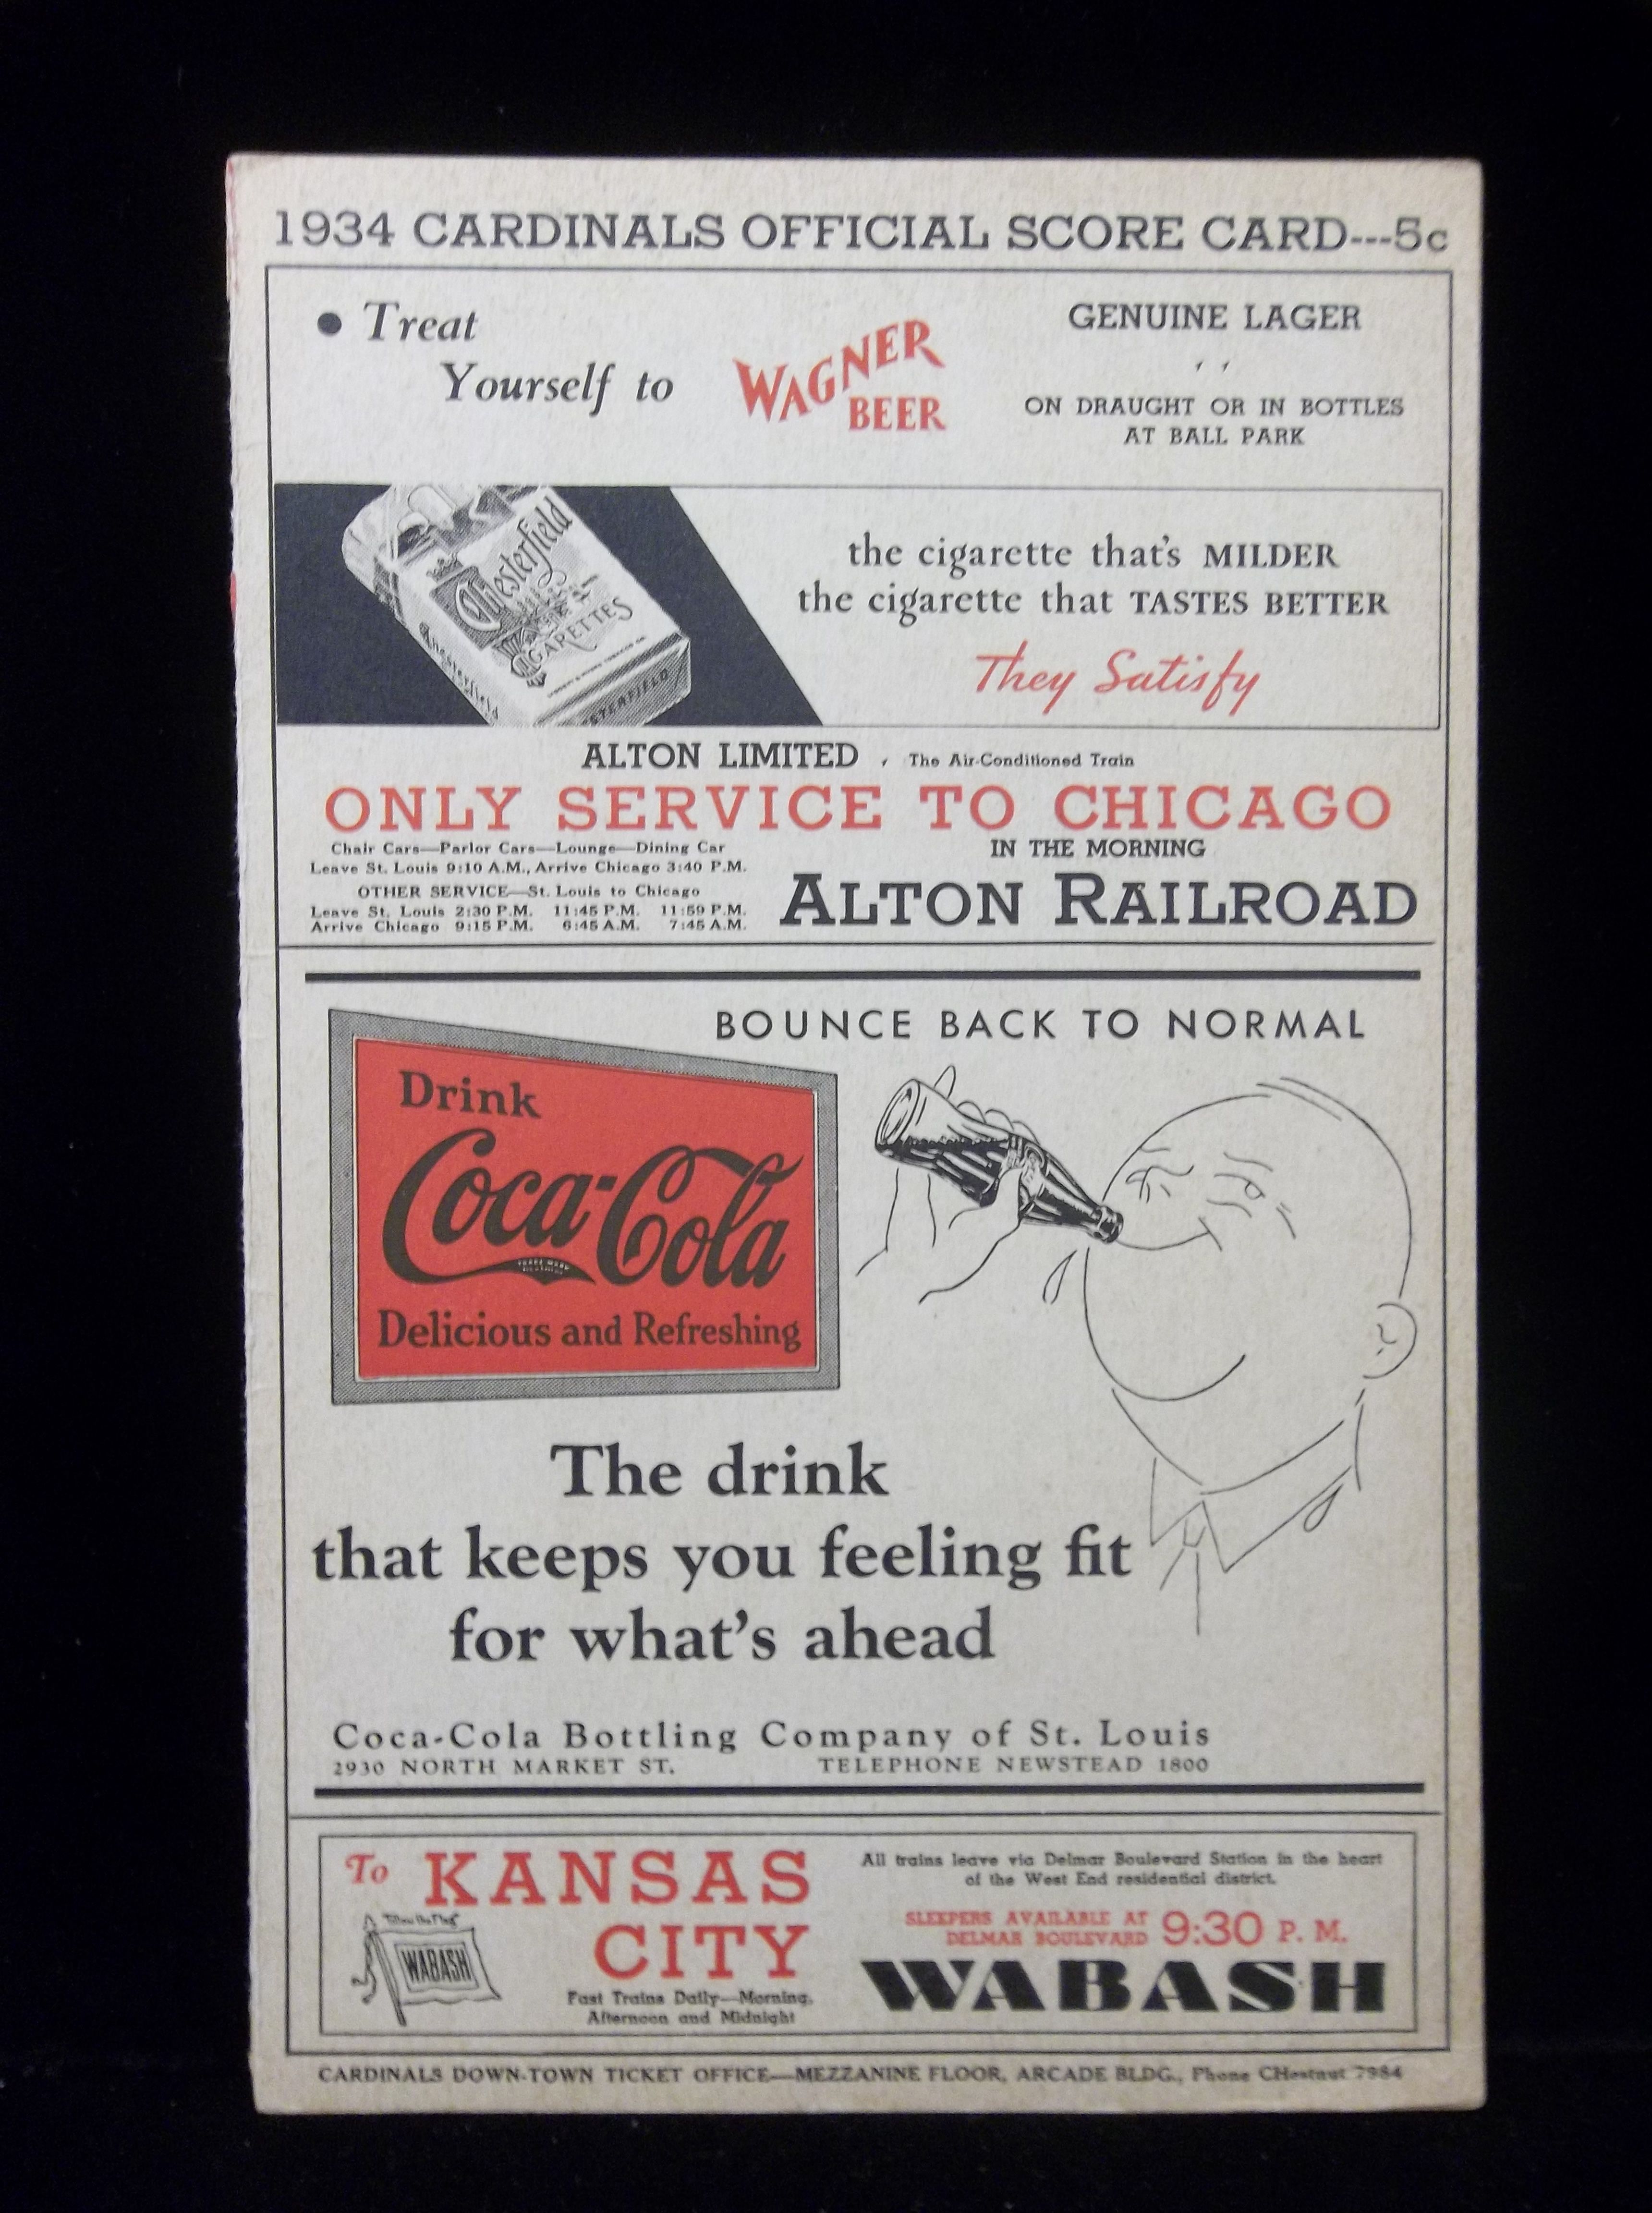 1934 CARDINALS OFFICIAL SCORE CARD---5c
• Treat
Yourself to
WAGNER
BEER
GENUINE LAGER
ON DRAUGHT OR IN BOTTLES
AT BALL PARK
Chesterfield
CIGARETTES
Chesterfield
the cigarette that's MILDER
the cigarette that TASTES BETTER
They Satisfy
ALTON LIMITED , The Air-Conditioned Train
ONLY SERVICE TO CHICAGO
IN THE MORNING
Chair Cars—Parlor Cars—Lounge—Dining Car
Leave St. Louis 9:10 A.M., Arrive Chicago 3:40 P.M.
OTHER SERVICE—St. Louis to Chicago
Leave St. Louis 2:30 P.M. 11:45 P.M. 11:59 P.M.
Arrive Chicago 9:15 P.M. 6:45 A.M. 7:45 A.M.
ALTON RAILROAD
BOUNCE BACK TO NORMAL
Drink
Coca-Cola
Delicious and Refreshing
The drink
that keeps you feeling fit
for what's ahead
Coca-Cola Bottling Company of St. Louis
2930 NORTH MARKET ST. TELEPHONE NEWSTEAD 1800
To KANSAS
CITY
"Follow the Flag"
WABASH
Fast Trains Daily—Morning,
Afternoon and Midnight
All trains leave via Delmar Boulevard Station in the heart
of the West End residential district.
SLEEPERS AVAILABLE AT
DELMAR BOULEVARD 9:30 P. M.
WABASH
CARDINALS DOWN-TOWN TICKET OFFICE—MEZZANINE FLOOR, ARCADE BLDG., Phone CHestnut 7984